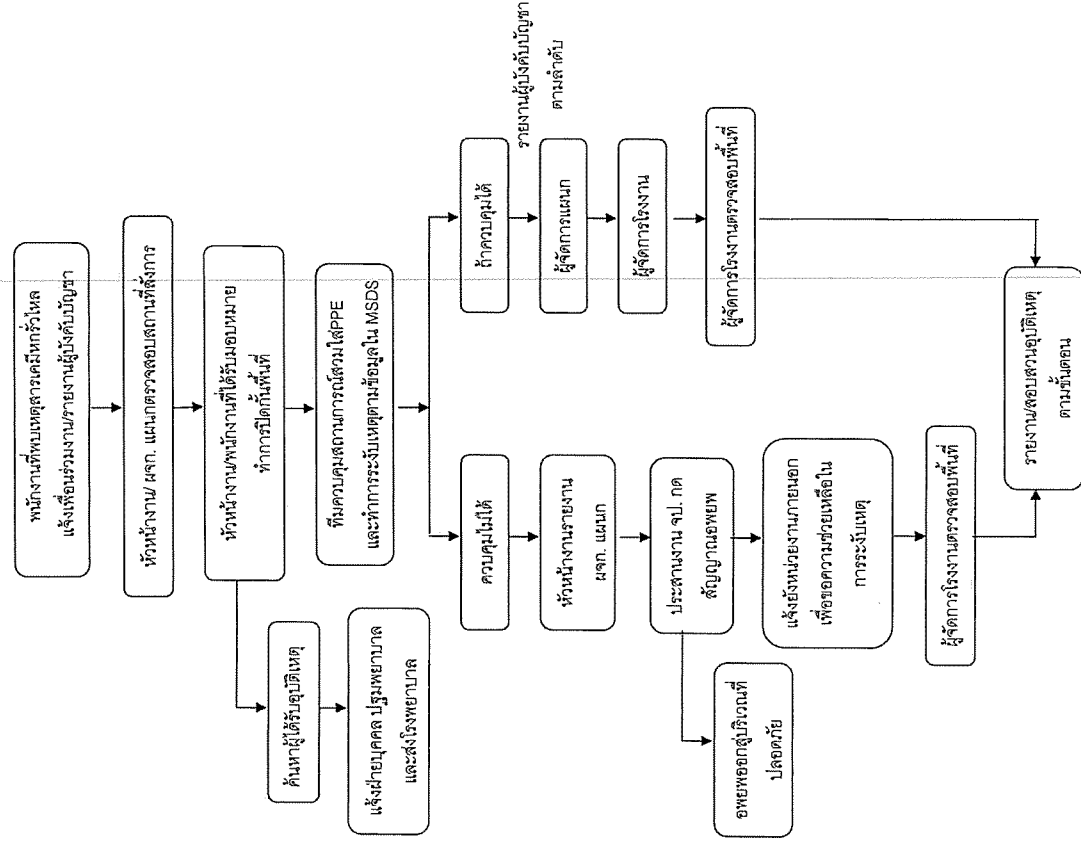 พนักงานที่พบเหตุสารเคมีหกรั่วไหล
แจ้งเพื่อนร่วมงาน/รายงานผู้บังคับบัญชา
หัวหน้างาน/ ผจก. แผนกตรวจสอบสถานที่สั่งการ
หัวหน้างาน/พนักงานที่ได้รับมอบหมาย
ทำการปิดกั้นพื้นที่
ค้นหาผู้ได้รับอุบัติเหตุ
แจ้งฝ่ายบุคคล ปฐมพยาบาล
และส่งโรงพยาบาล
ทีมควบคุมสถานการณ์สวมใส่PPE
และทำการระงับเหตุตามข้อมูลใน MSDS
ควบคุมไม่ได้
หัวหน้างานรายงาน
ผจก. แผนก
ประสานงาน จป. กด
สัญญาณอพยพ
อพยพออกสู่บริเวณที่
ปลอดภัย
แจ้งยังหน่วยงานภายนอก
เพื่อขอความช่วยเหลือใน
การระงับเหตุ
ผู้จัดการโรงงานตรวจสอบพื้นที่
ถ้าควบคุมได้
รายงานผู้บังคับบัญชา
ตามลำดับ
ผู้จัดการแผนก
ผู้จัดการโรงงาน
ผู้จัดการโรงงานตรวจสอบพื้นที่
รายงาน/สอบสวนอุบัติเหตุ
ตามขั้นตอน